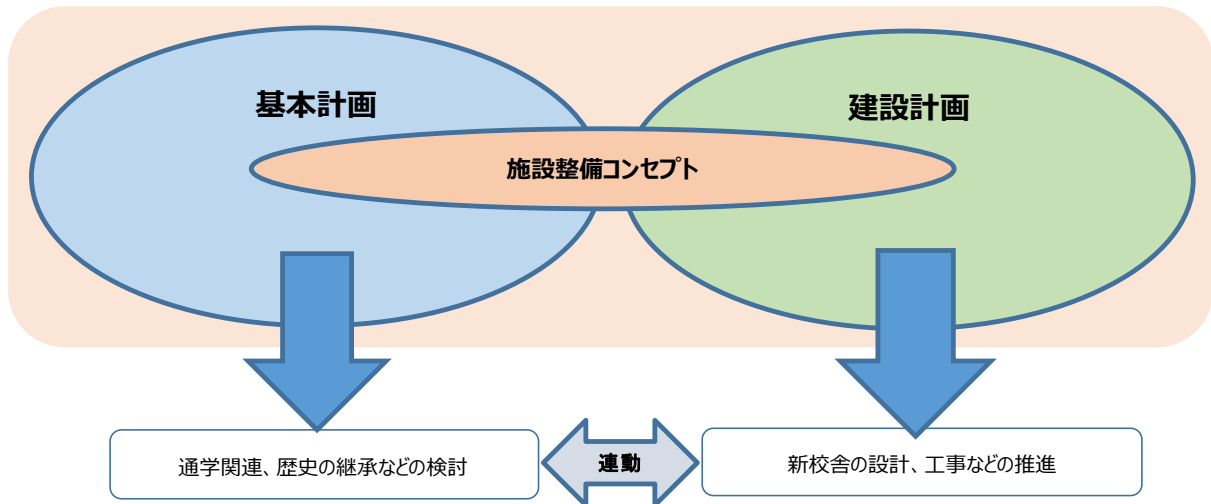 基本計画
建設計画
施設整備コンセプト
通学関連、歴史の継承などの検討
連動
新校舎の設計、工事などの推進